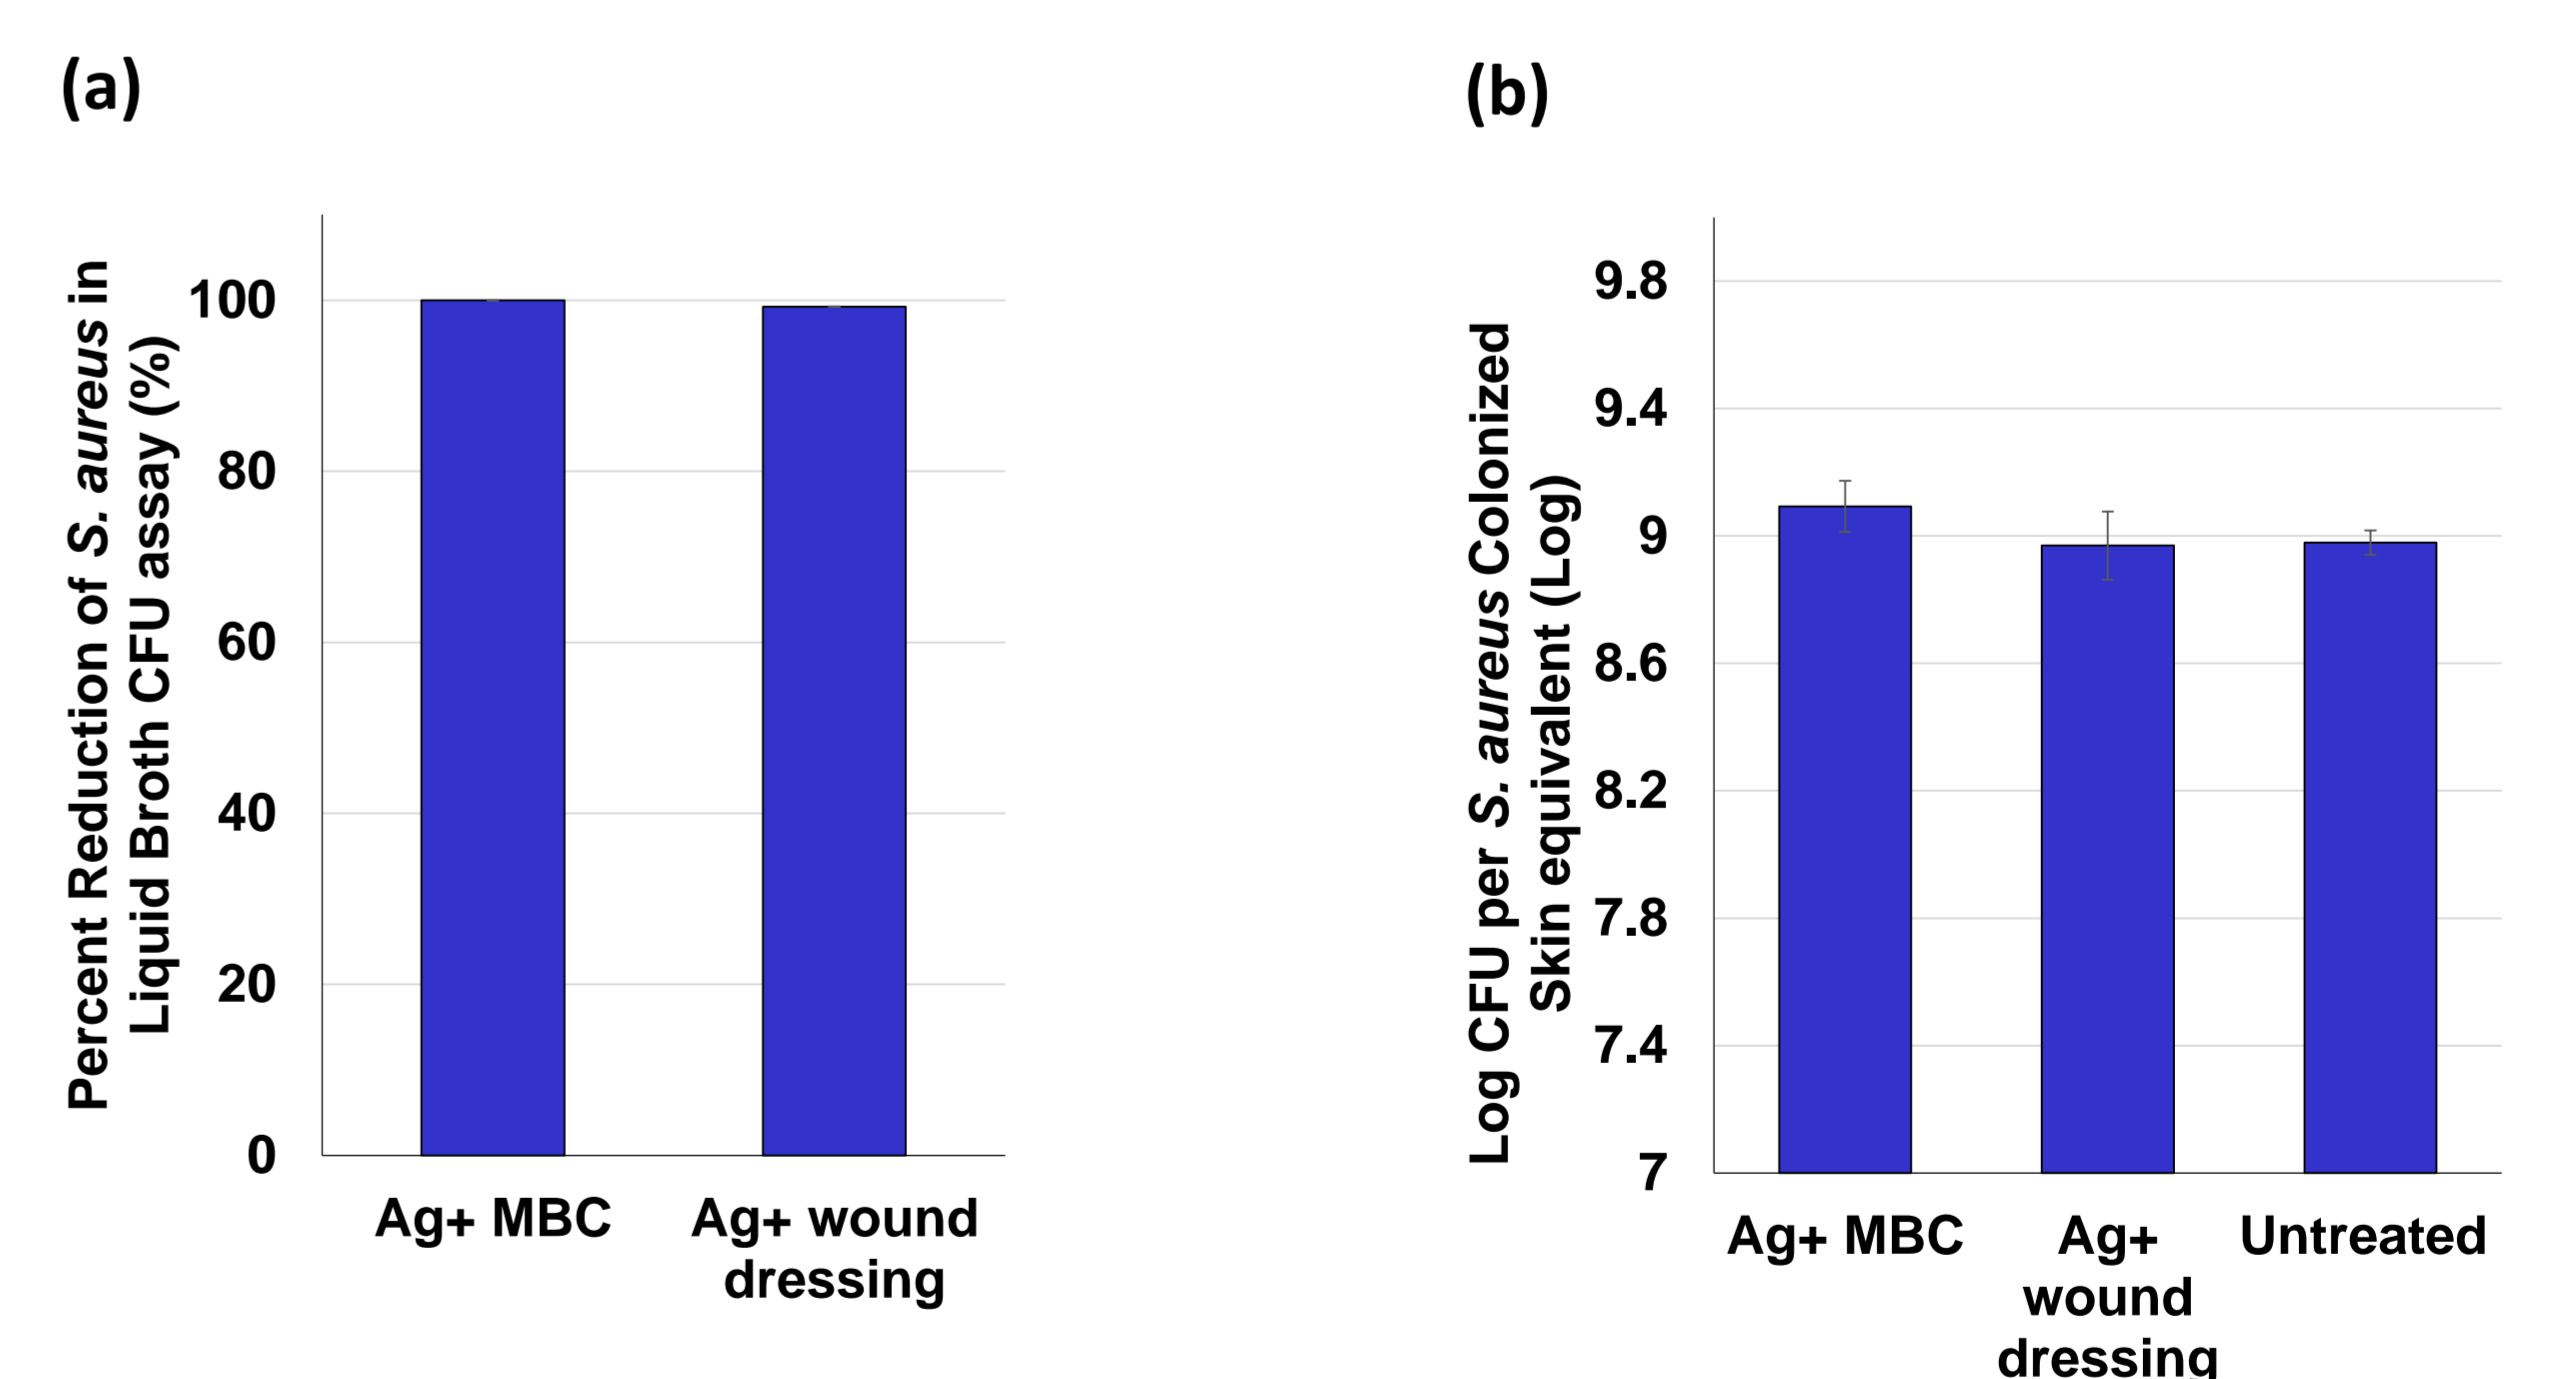 (a)
Percent Reduction of S. aureus in
Liquid Broth CFU assay (%)
100
80
60
40
20
0
Ag+ MBC
Ag+ wound
dressing
(b)
Log CFU per S. aureus Colonized
Skin equivalent (Log)
9.8
9.4
9
8.6
8.2
7.8
7.4
7
Ag+ MBC
Ag+
wound
dressing
Untreated